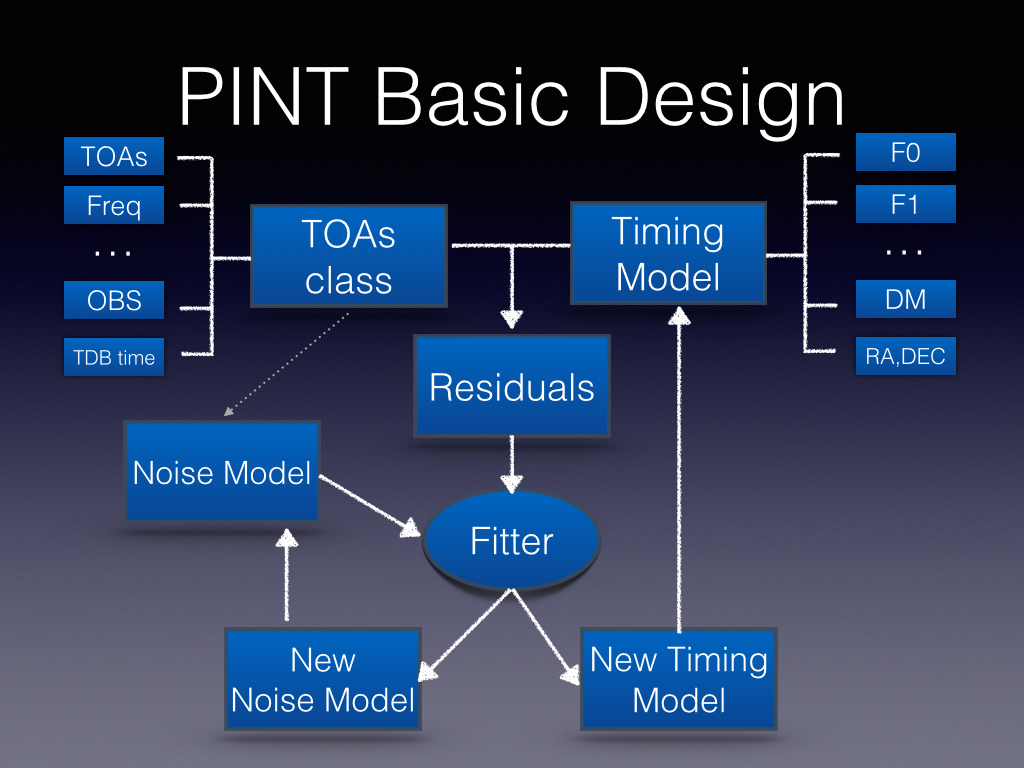 PINT Basic Design
TOAs
Freq
...
OBS
TDB time
TOAs
class
Timing
Model
F0
F1
...
DM
RA,DEC
Residuals
Noise Model
Fitter
New
Noise Model
New Timing
Model